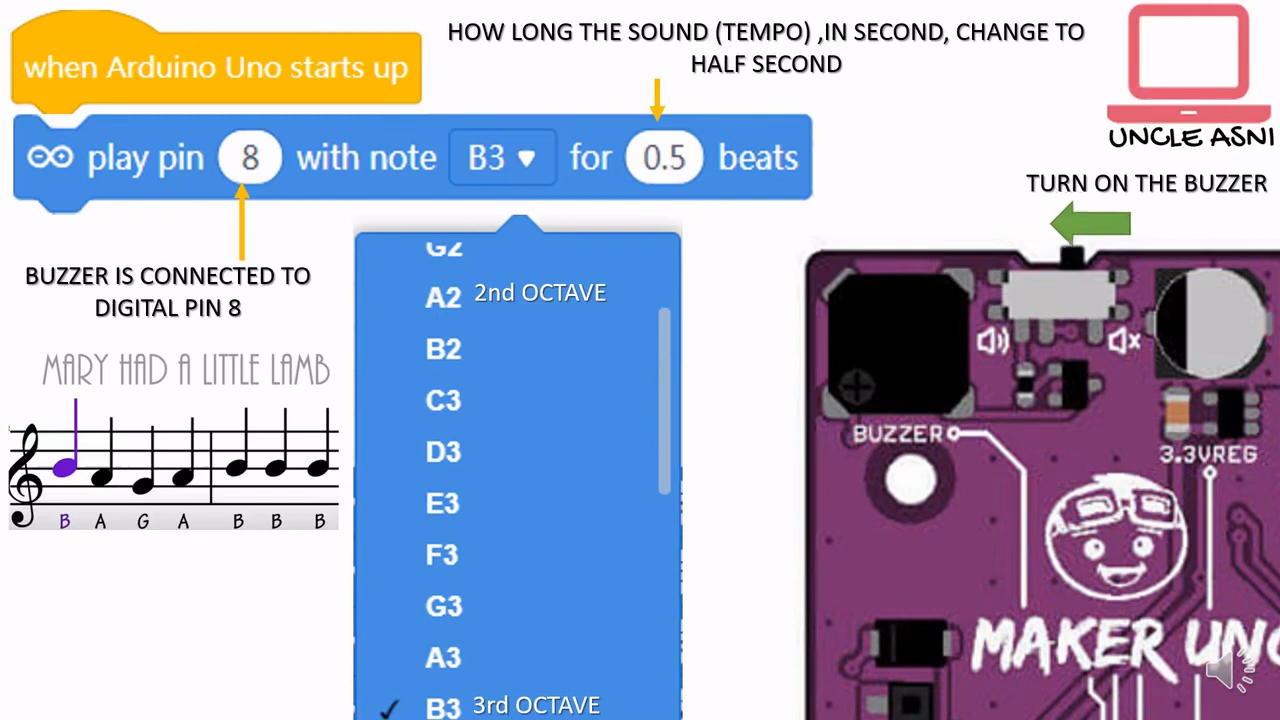 HOW LONG THE SOUND (TEMPO) ,IN SECOND, CHANGE TO
HALF SECOND
when Arduino Uno starts up
play pin 8 with note B3 for 0.5 beats
UNCLE ASNI
TURN ON THE BUZZER
BUZZER IS CONNECTED TO
DIGITAL PIN 8
MARY HAD A LITTLE LAMB
B A G A B B B
G2
A2 2nd OCTAVE
B2
C3
D3
E3
F3
G3
A3
B3 3rd OCTAVE
BUZZER
3.3VREG
MAKER UNO